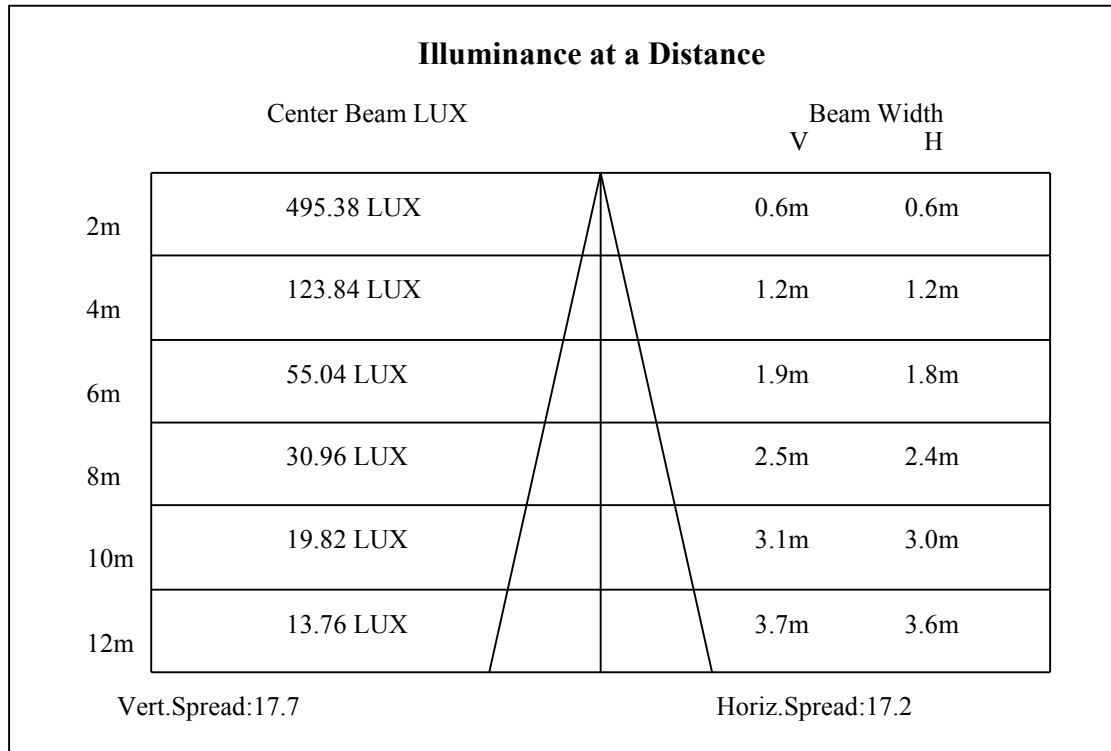 Illuminance at a Distance
Center Beam LUX Beam Width
V H
2m 495.38 LUX 0.6m 0.6m
4m 123.84 LUX 1.2m 1.2m
6m 55.04 LUX 1.9m 1.8m
8m 30.96 LUX 2.5m 2.4m
10m 19.82 LUX 3.1m 3.0m
12m 13.76 LUX 3.7m 3.6m
Vert.Spread:17.7 Horiz.Spread:17.2